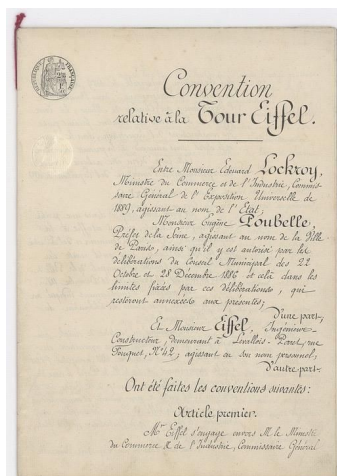 Convention
relative à la Tour Eiffel.
Entre Monsieur Edouard Lockroy,
Ministre du Commerce et de l'Industrie, Commis-
saire Général de l'Exposition Universelle de
1889, agissant au nom de l'Etat,
Monsieur Eugène Poubelle,
Préfet de la Seine, agissant au nom de la Ville
de Paris, ainsi qu'il y est autorisé par les
délibérations du Conseil Municipal des 22
Octobre et 28 Décembre 1886 et cela dans les
limites fixées par ces délibérations, qui
resteront annexées aux présentes;
D'une part,
Et Monsieur Eiffel, Ingénieur-
Constructeur, demeurant à Levallois-Perret, rue
Fouquet, N° 42, agissant en son nom personnel,
D'autre part.
Ont été faites les conventions suivantes:
Article premier.
Mr Eiffel s'engage envers M. le Ministre
du Commerce & de l'Industrie, Commissaire Général